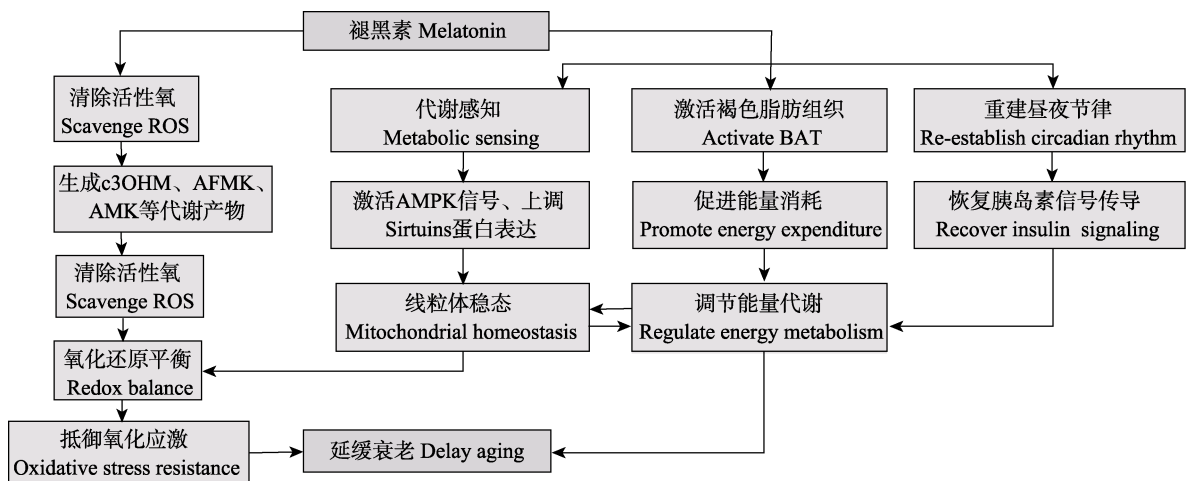 褪黑素 Melatonin
清除活性氧
Scavenge ROS
代谢感知
Metabolic sensing
激活褐色脂肪组织
Activate BAT
重建昼夜节律
Re-establish circadian rhythm
生成c3OHM、AFMK、
AMK等代谢产物
激活AMPK信号、上调
Sirtuins蛋白表达
促进能量消耗
Promote energy expenditure
恢复胰岛素信号传导
Recover insulin signaling
清除活性氧
Scavenge ROS
线粒体稳态
Mitochondrial homeostasis
调节能量代谢
Regulate energy metabolism
氧化还原平衡
Redox balance
抵御氧化应激
Oxidative stress resistance
延缓衰老 Delay aging